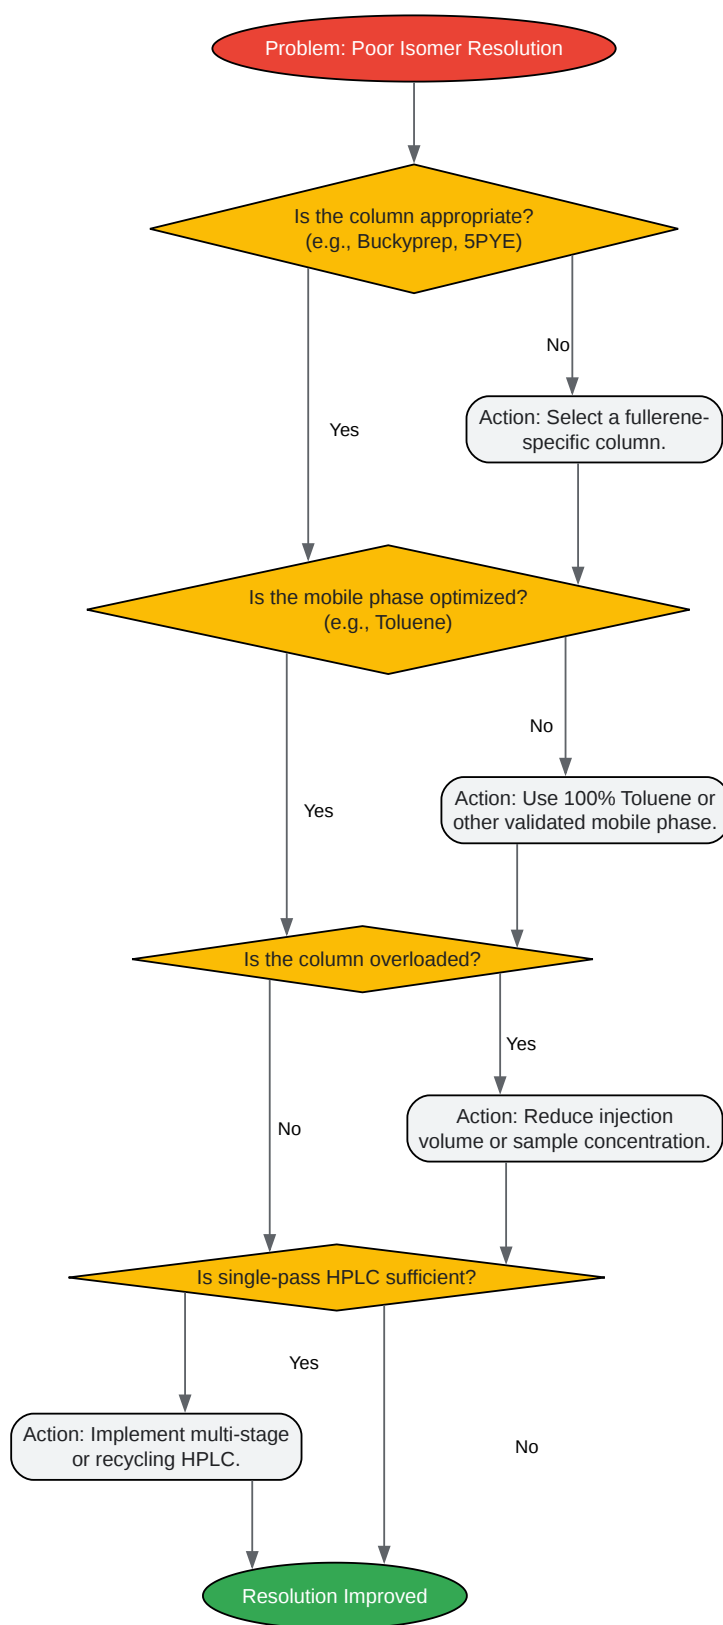 Problem: Poor Isomer Resolution
Is the column appropriate?
(e.g., Buckyprep, 5PYE)
No
Action: Select a fullerene-
specific column.
Yes
Is the mobile phase optimized?
(e.g., Toluene)
No
Action: Use 100% Toluene or
other validated mobile phase.
Yes
Is the column overloaded?
Yes
Action: Reduce injection
volume or sample concentration.
No
Is single-pass HPLC sufficient?
Yes
Action: Implement multi-stage
or recycling HPLC.
No
Resolution Improved